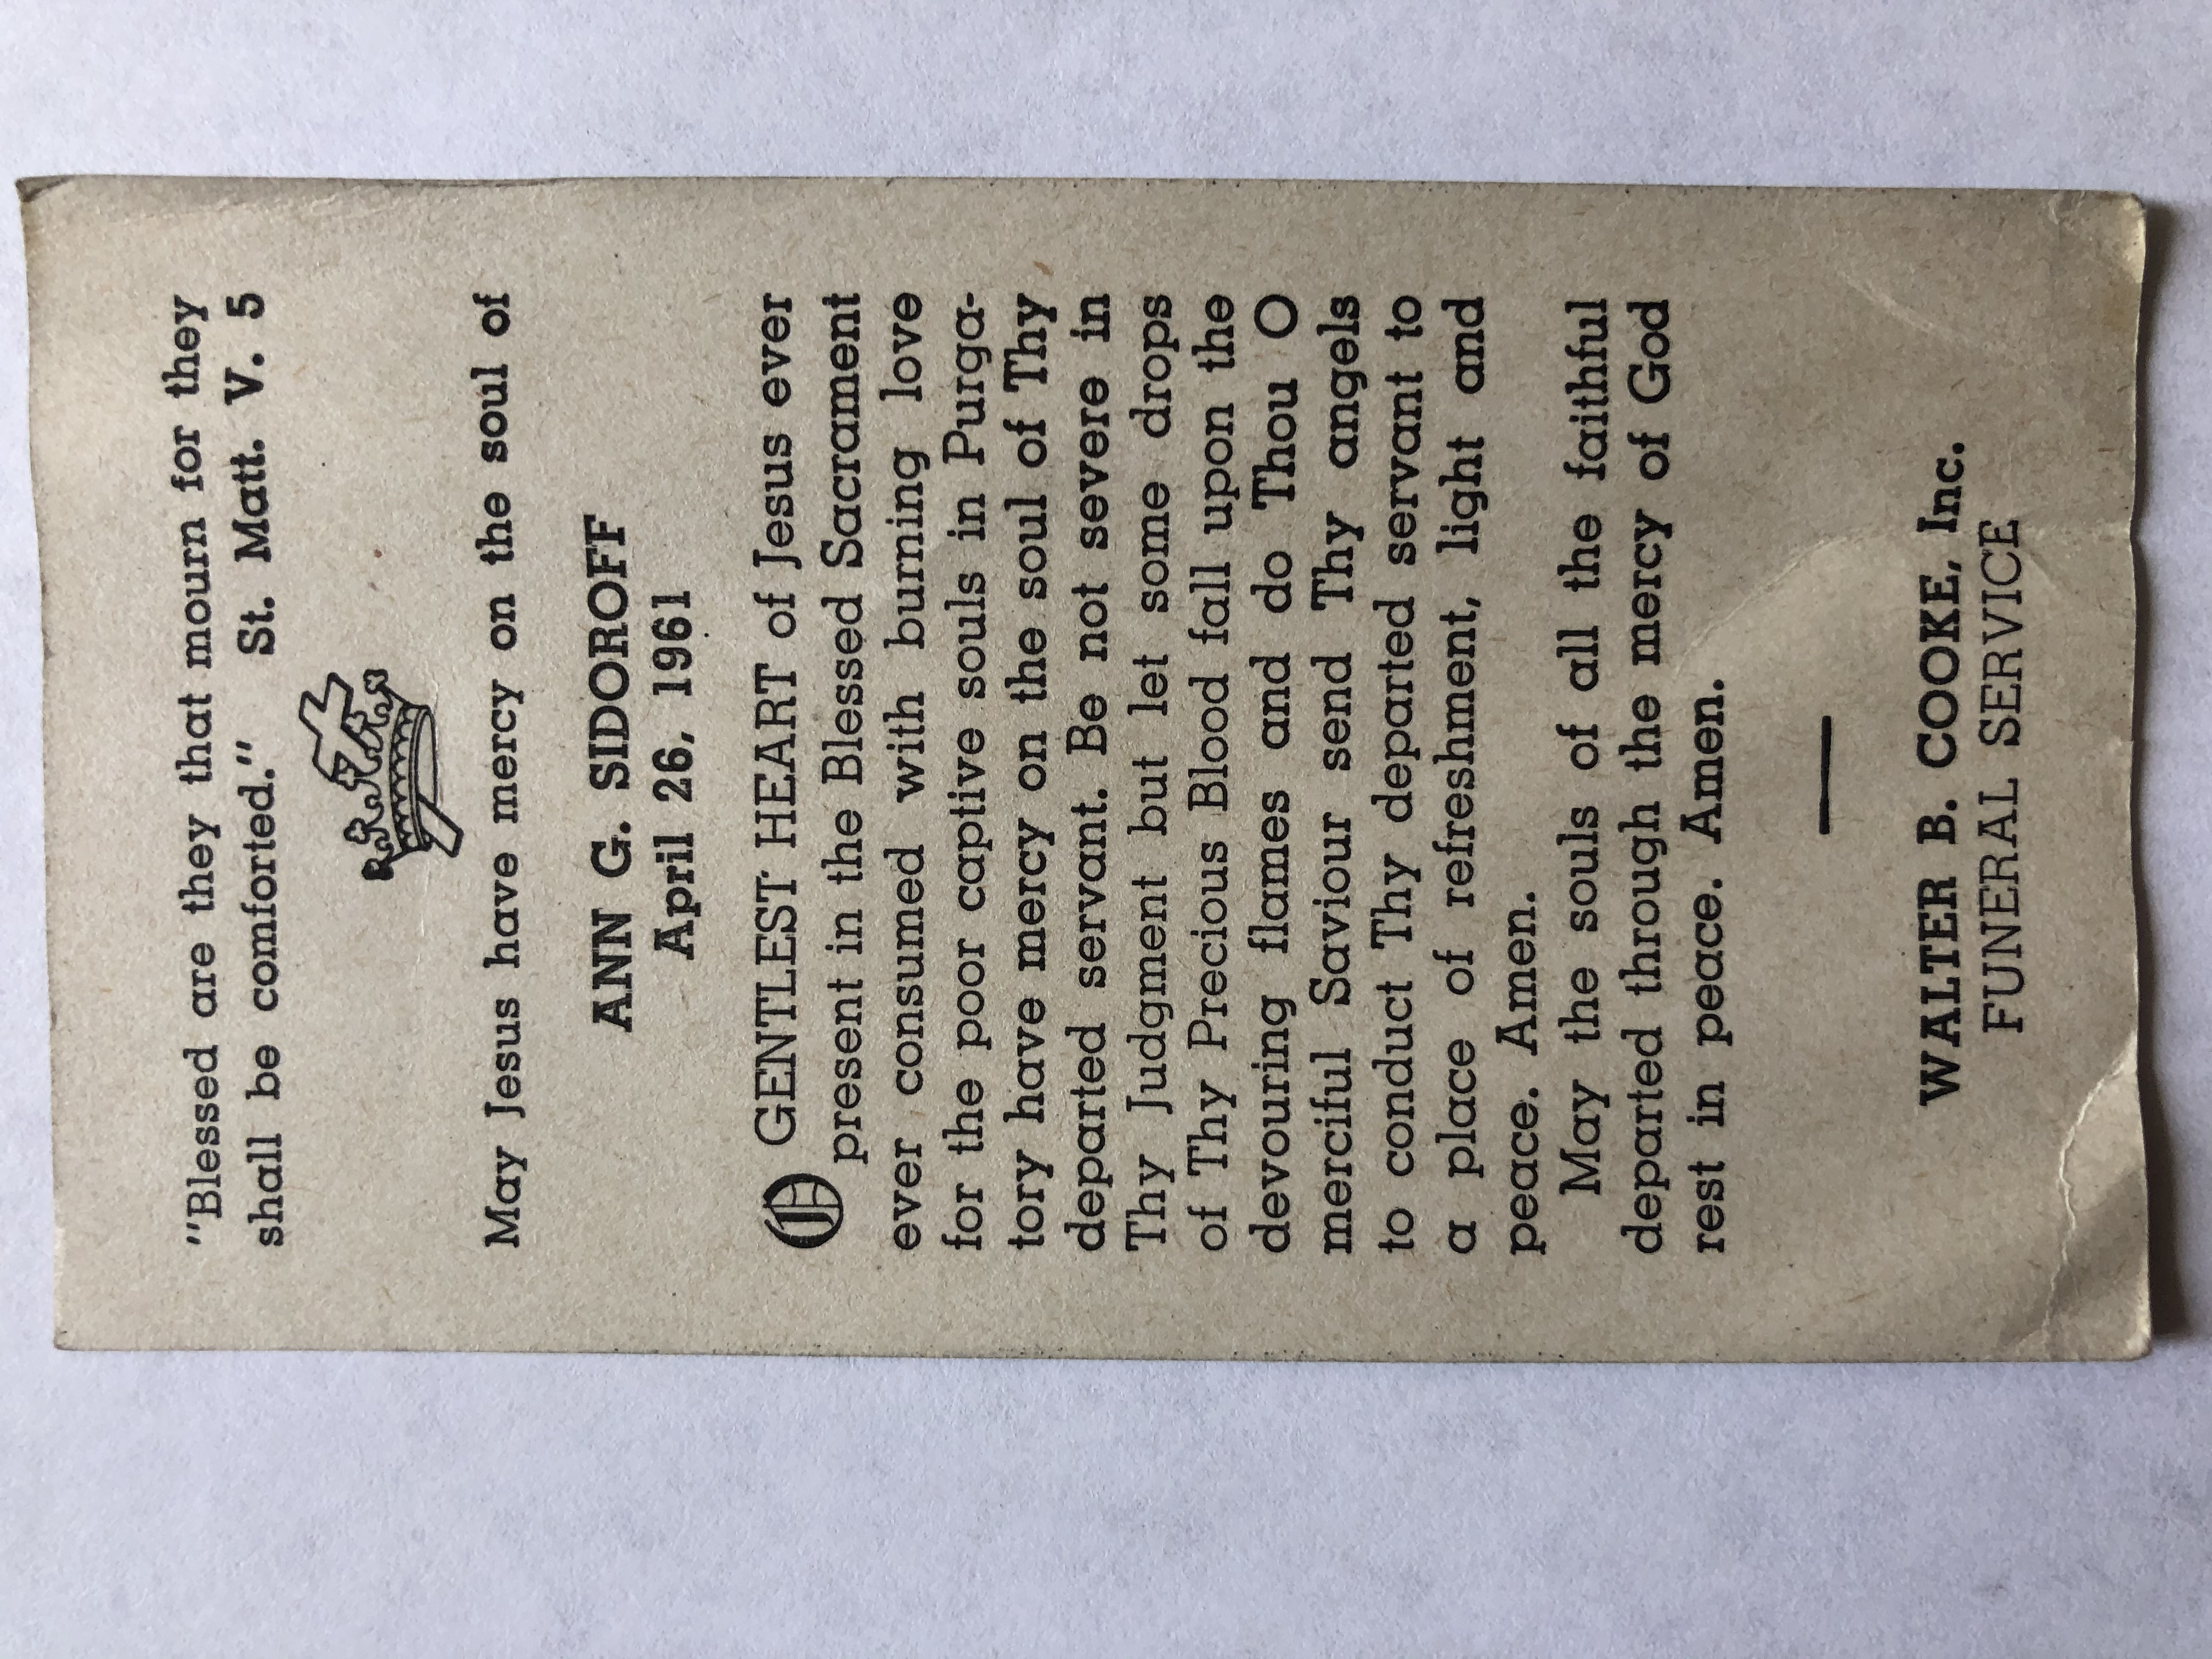 "Blessed are they that mourn for they
shall be comforted." St. Matt. V. 5
May Jesus have mercy on the soul of
ANN G. SIDOROFF
April 26, 1961
O GENTLEST HEART of Jesus ever
present in the Blessed Sacrament
ever consumed with burning love
for the poor captive souls in Purga-
tory have mercy on the soul of Thy
departed servant. Be not severe in
Thy Judgment but let some drops
of Thy Precious Blood fall upon the
devouring flames and do Thou O
merciful Saviour send Thy angels
to conduct Thy departed servant to
a place of refreshment, light and
peace. Amen.
May the souls of all the faithful
departed through the mercy of God
rest in peace. Amen.
WALTER B. COOKE, Inc.
FUNERAL SERVICE